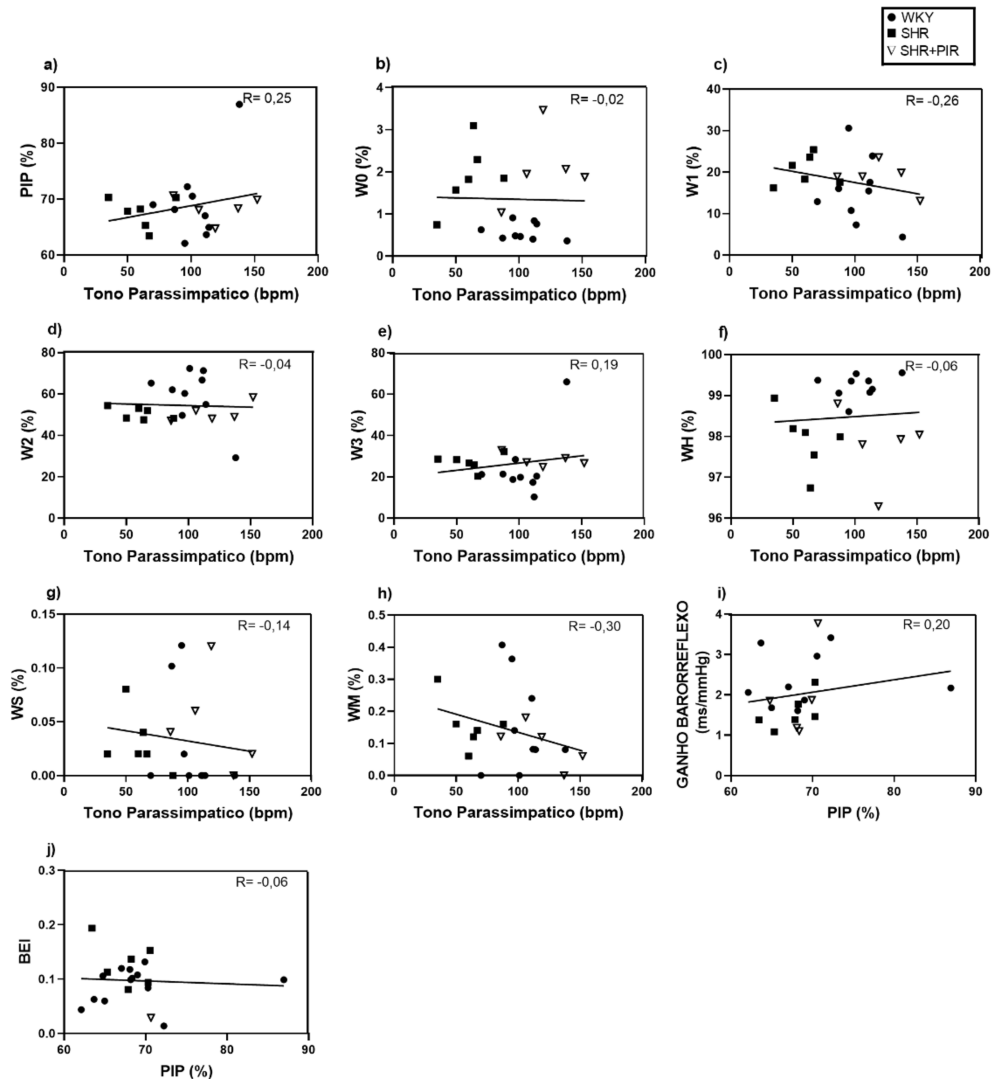 WKY
SHR
SHR+PIR
a)
R= 0,25
PIP (%)
90
80
70
60
0 50 100 150 200
Tono Parassimpatico (bpm)
b)
R= -0,02
W0 (%)
4
3
2
1
0
0 50 100 150 200
Tono Parassimpatico (bpm)
c)
R= -0,26
W1 (%)
40
30
20
10
0
0 50 100 150 200
Tono Parassimpatico (bpm)
d)
R= -0,04
W2 (%)
80
60
40
20
0
0 50 100 150 200
Tono Parassimpatico (bpm)
e)
R= 0,19
W3 (%)
80
60
40
20
0
0 50 100 150 200
Tono Parassimpatico (bpm)
f)
R= -0,06
WH (%)
100
99
98
97
96
0 50 100 150 200
Tono Parassimpatico (bpm)
g)
R= -0,14
WS (%)
0.15
0.10
0.05
0.00
0 50 100 150 200
Tono Parassimpatico (bpm)
h)
R= -0,30
WM (%)
0.5
0.4
0.3
0.2
0.1
0.0
0 50 100 150 200
Tono Parassimpatico (bpm)
i)
R= 0,20
GANHO BARORREFLEXO
(ms/mmHg)
4
3
2
1
0
60 70 80 90
PIP (%)
j)
R= -0,06
BEI
0.3
0.2
0.1
0.0
60 70 80 90
PIP (%)